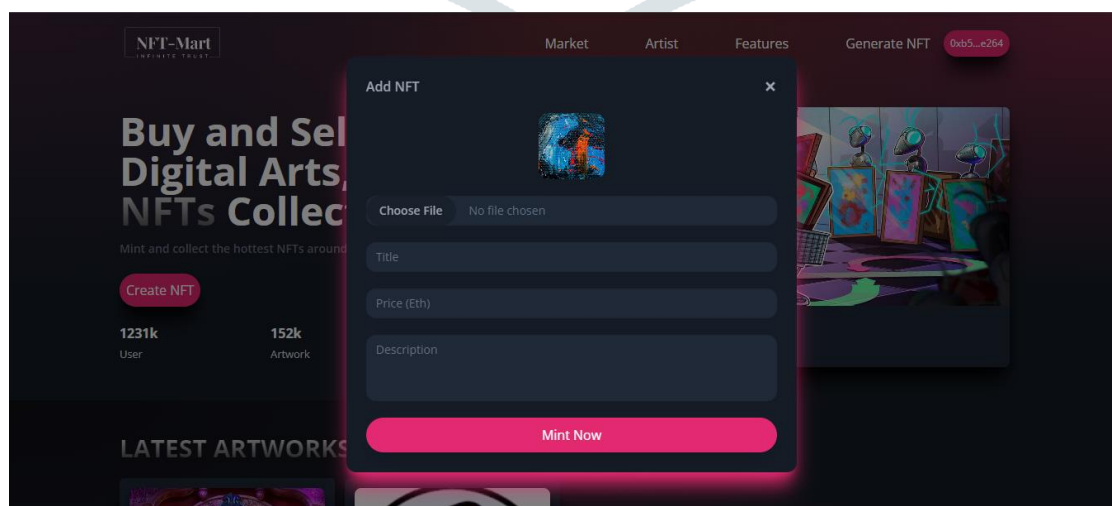 NFT-Mart
INFINITE TRUST
Market
Artist
Features
Generate NFT
0xb5...e264
Add NFT
×
Buy and Sel
Digital Arts,
NFTs Collec
Mint and collect the hottest NFTs around
Create NFT
1231k
User
152k
Artwork
Choose File
No file chosen
Title
Price (Eth)
Description
Mint Now
LATEST ARTWORKS